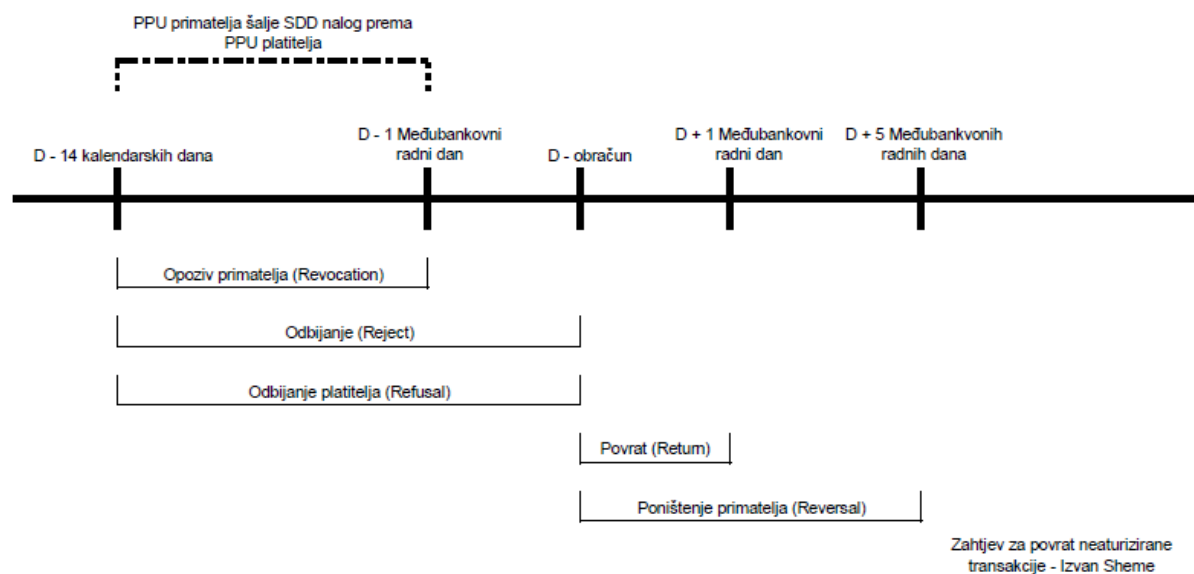 PPU primatelja šalje SDD nalog prema
PPU platitelja
D - 14 kalendarskih dana
D - 1 Međubankovni
radni dan
D - obračun
D + 1 Međubankovni
radni dan
D + 5 Međubankvonih
radnih dana
Opoziv primatelja (Revocation)
Odbijanje (Reject)
Odbijanje platitelja (Refusal)
Povrat (Return)
Poništenje primatelja (Reversal)
Zahtjev za povrat neaturizirane
transakcije - Izvan Sheme